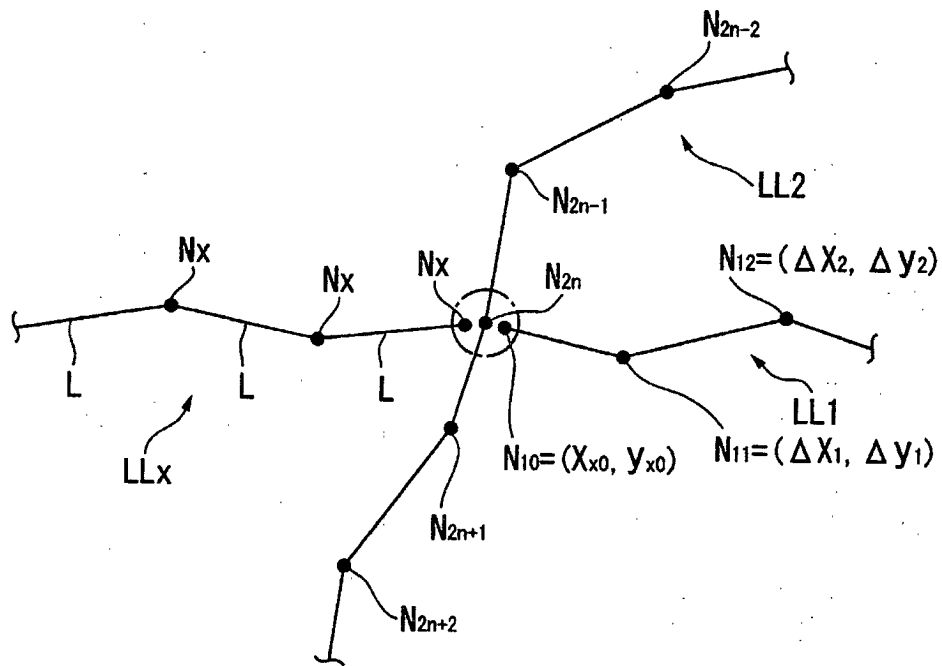 N2n-2
LL2
N2n-1
N12=(ΔX2, Δy2)
Nx
Nx
Nx
N2n
L
L
L
LL1
LLx
N10=(Xx0, yx0)
N11=(ΔX1, Δy1)
N2n+1
N2n+2